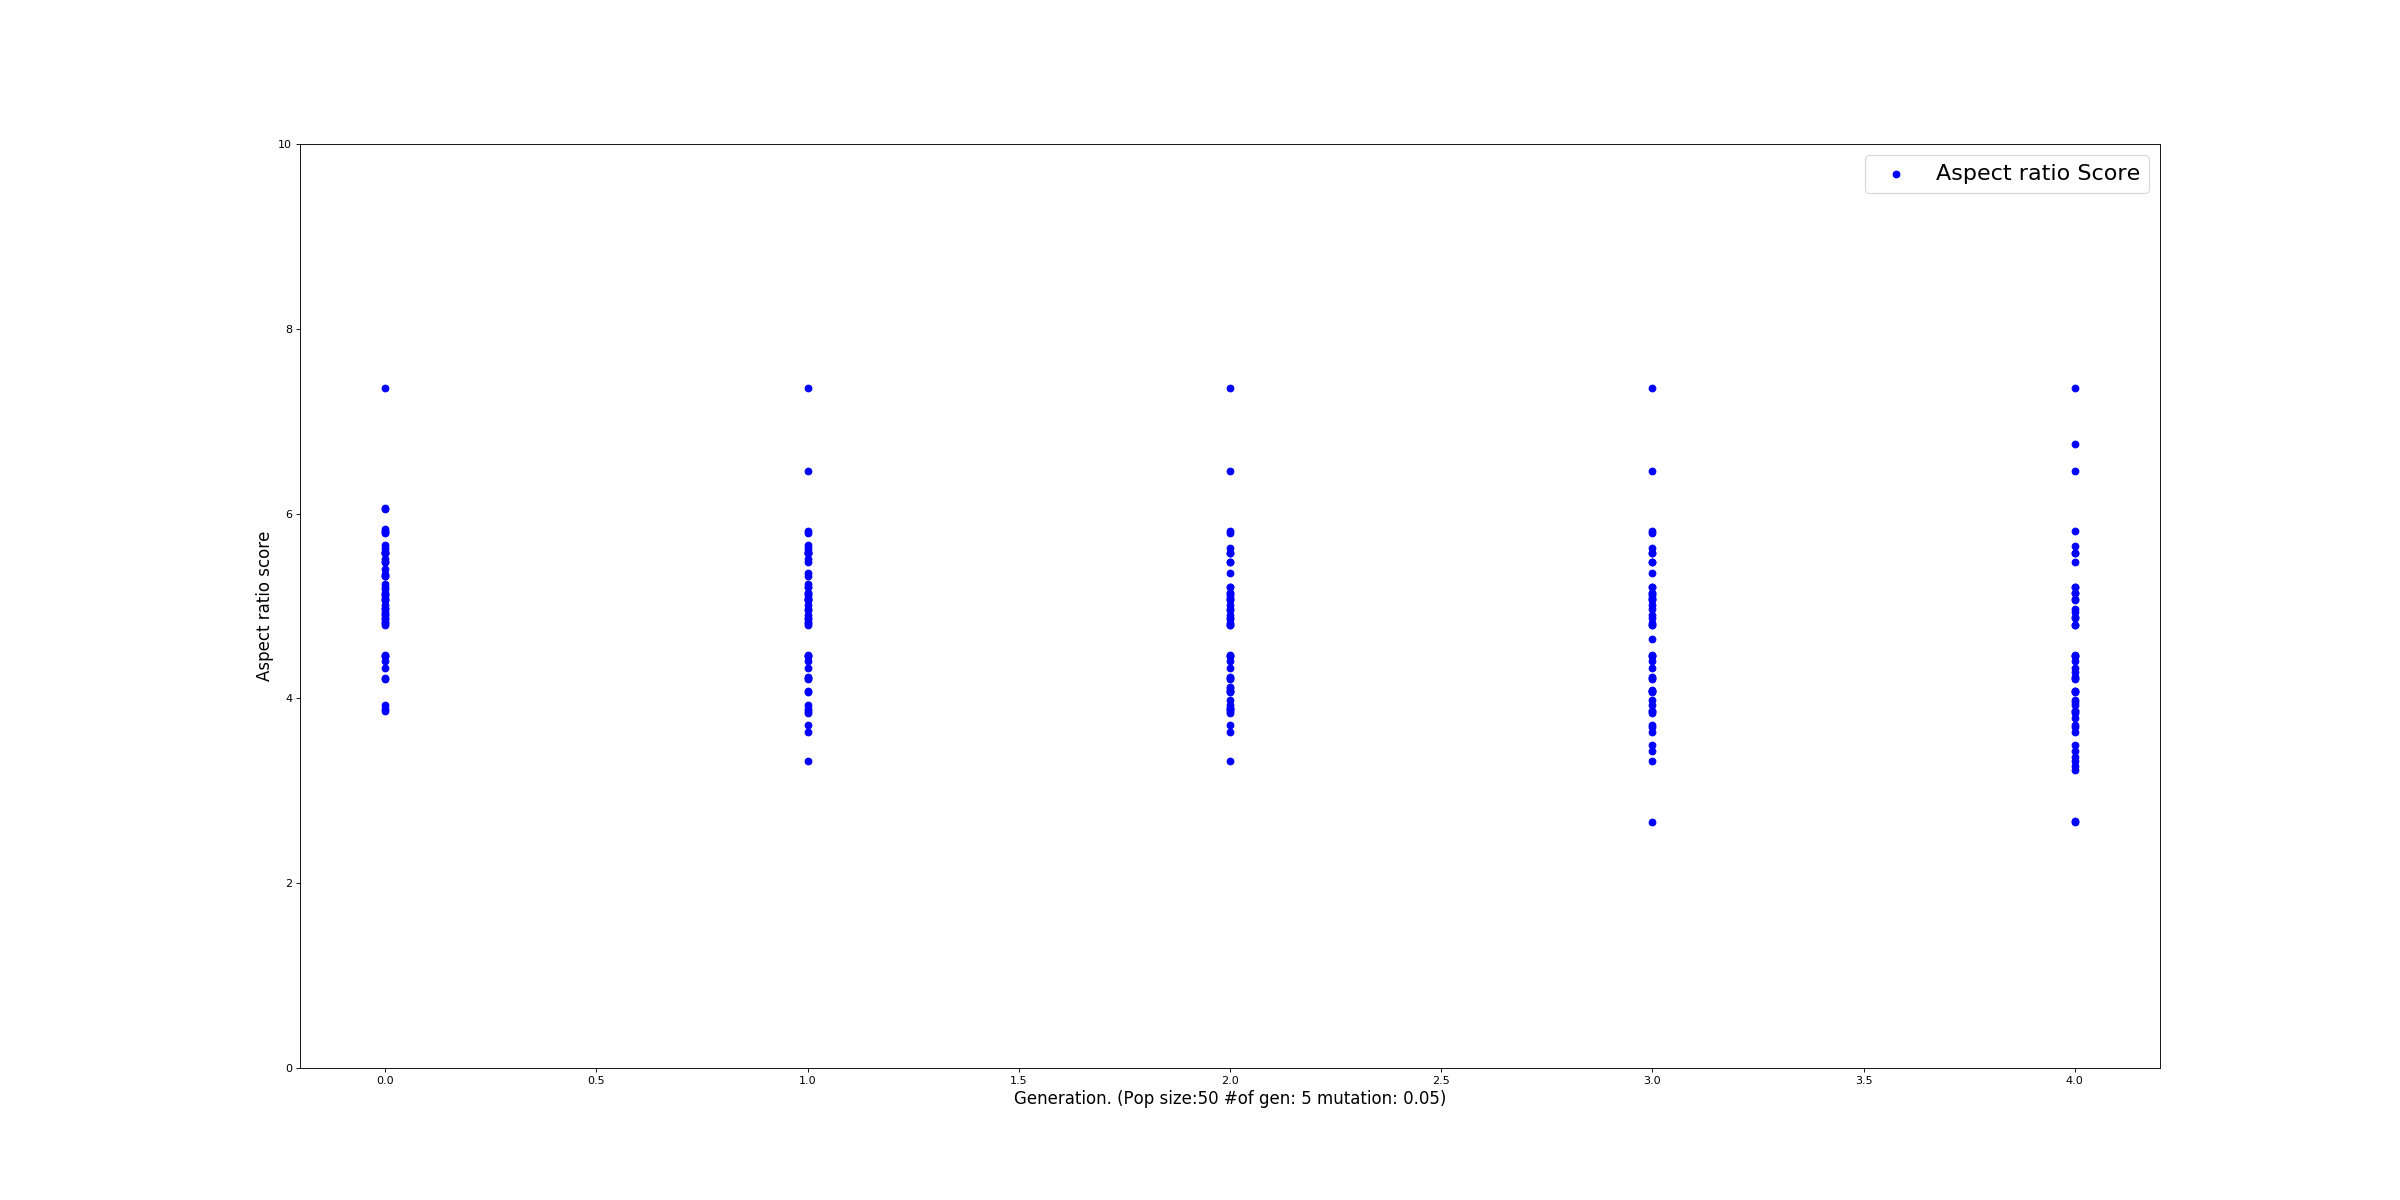 10
Aspect ratio Score
8
6
Aspect ratio score
4
2
0
0.0 0.5 1.0 1.5 2.0 2.5 3.0 3.5 4.0
Generation. (Pop size:50 #of gen: 5 mutation: 0.05)